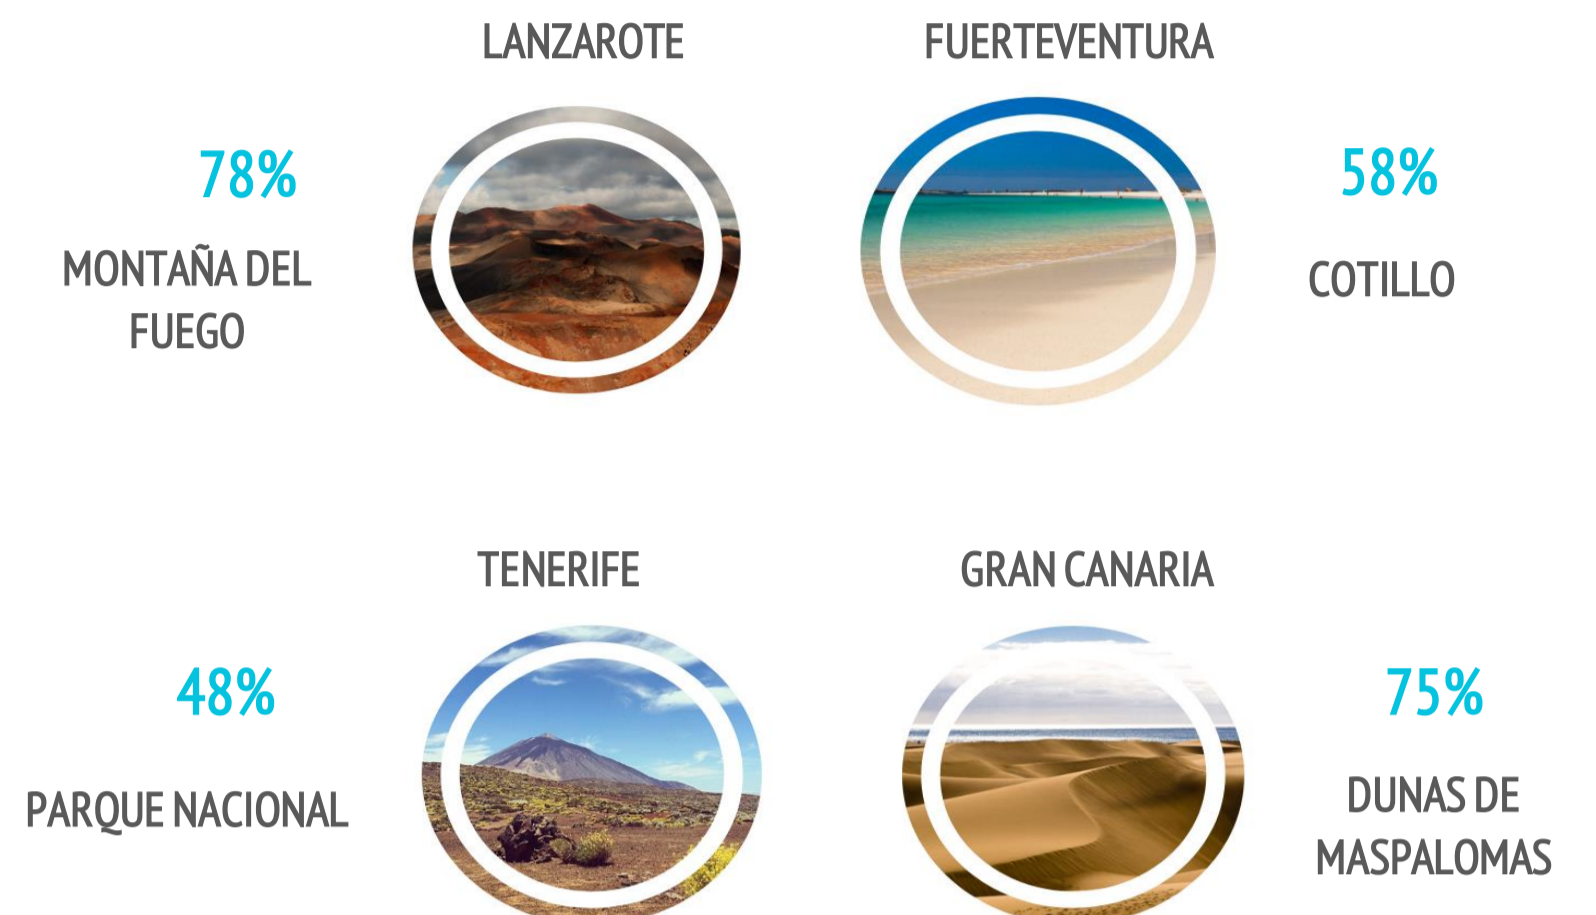 LANZAROTE
FUERTEVENTURA
78%
MONTAÑA DEL
FUEGO
58%
COTILLO
TENERIFE
GRAN CANARIA
48%
PARQUE NACIONAL
75%
DUNAS DE
MASPALOMAS